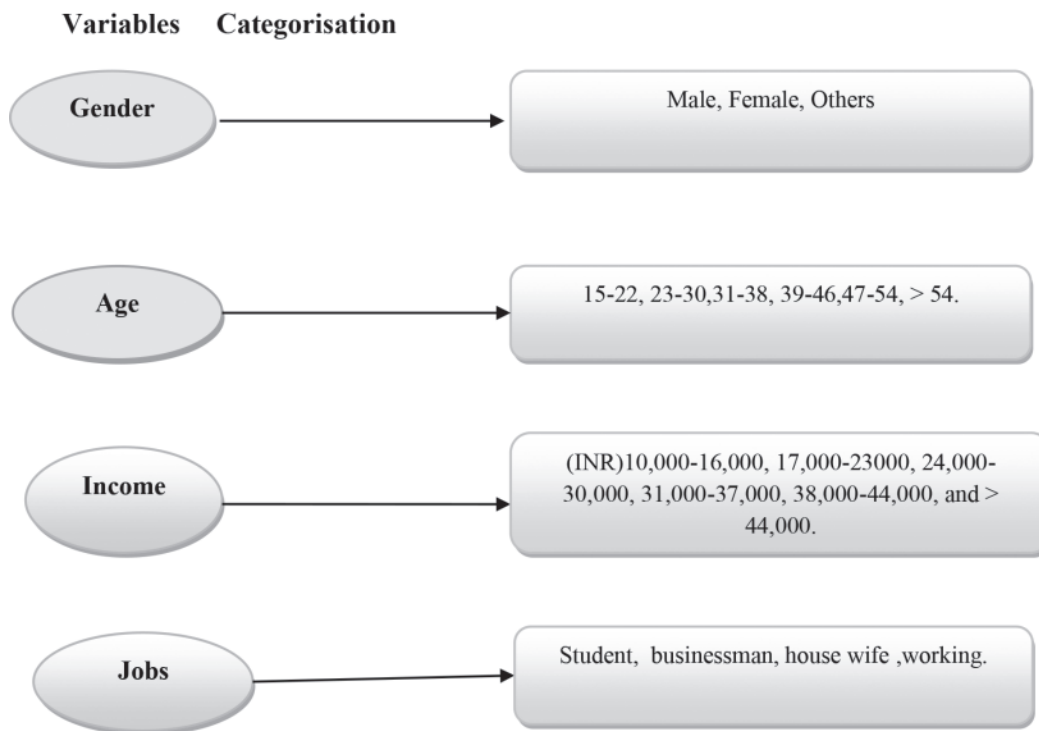 Variables Categorisation
Gender
Male, Female, Others
Age
15-22, 23-30,31-38, 39-46,47-54, > 54.
Income
(INR)10,000-16,000, 17,000-23000, 24,000-
30,000, 31,000-37,000, 38,000-44,000, and >
44,000.
Jobs
Student, businessman, house wife ,working.